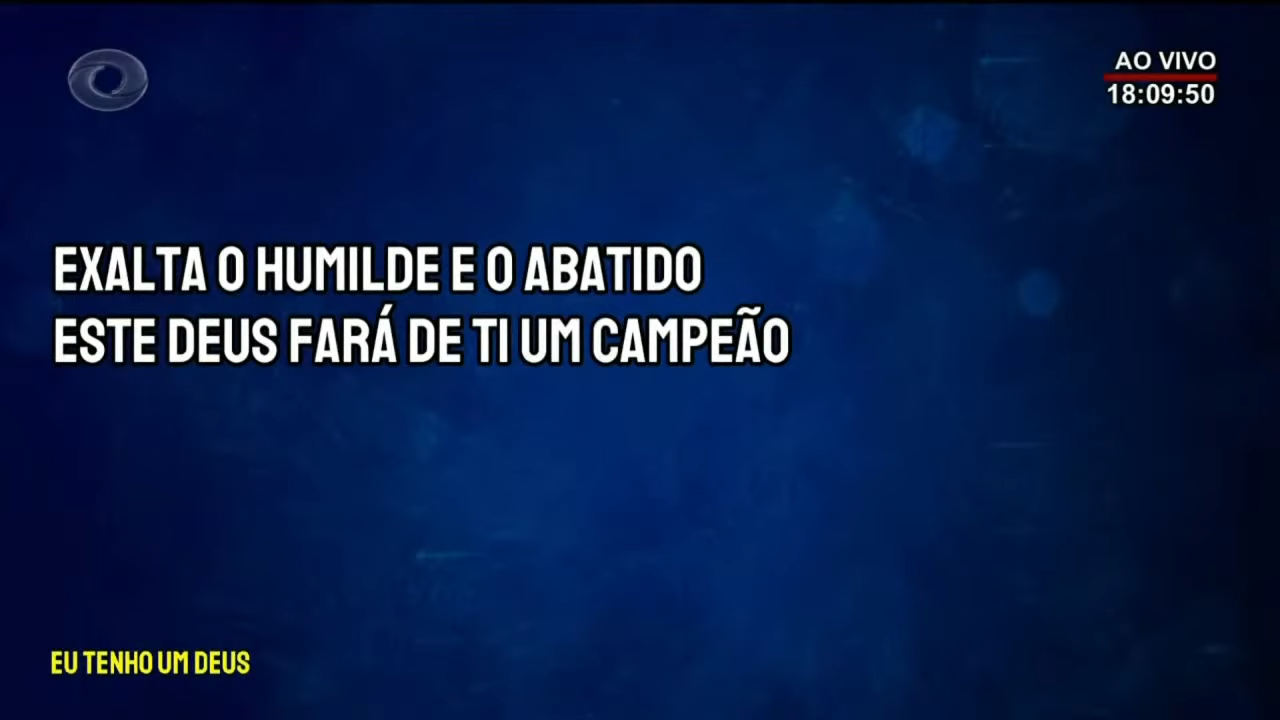 AO VIVO
18:09:50
EXALTA O HUMILDE E O ABATIDO
ESTE DEUS FARÁ DE TI UM CAMPEÃO
EU TENHO UM DEUS